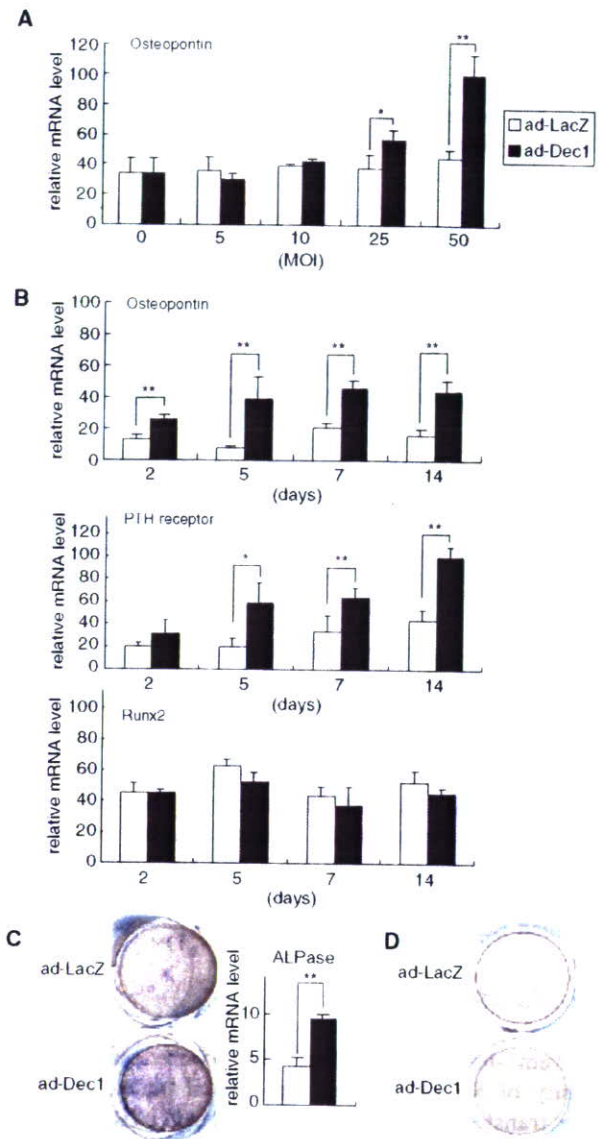 A
Osteopontin
relative mRNA level
120
100
80
60
40
20
0
*
**
ad-LacZ
ad-Dec1
0 5 10 25 50
(MOI)
B
Osteopontin
relative mRNA level
100
80
60
40
20
0
** ** ** **
2 5 7 14
(days)
PTH receptor
relative mRNA level
120
100
80
60
40
20
0
* ** **
2 5 7 14
(days)
Runx2
relative mRNA level
100
80
60
40
20
0
2 5 7 14
(days)
C
ad-LacZ
ad-Dec1
ALPase
relative mRNA level
10
5
0
**
D
ad-LacZ
ad-Dec1